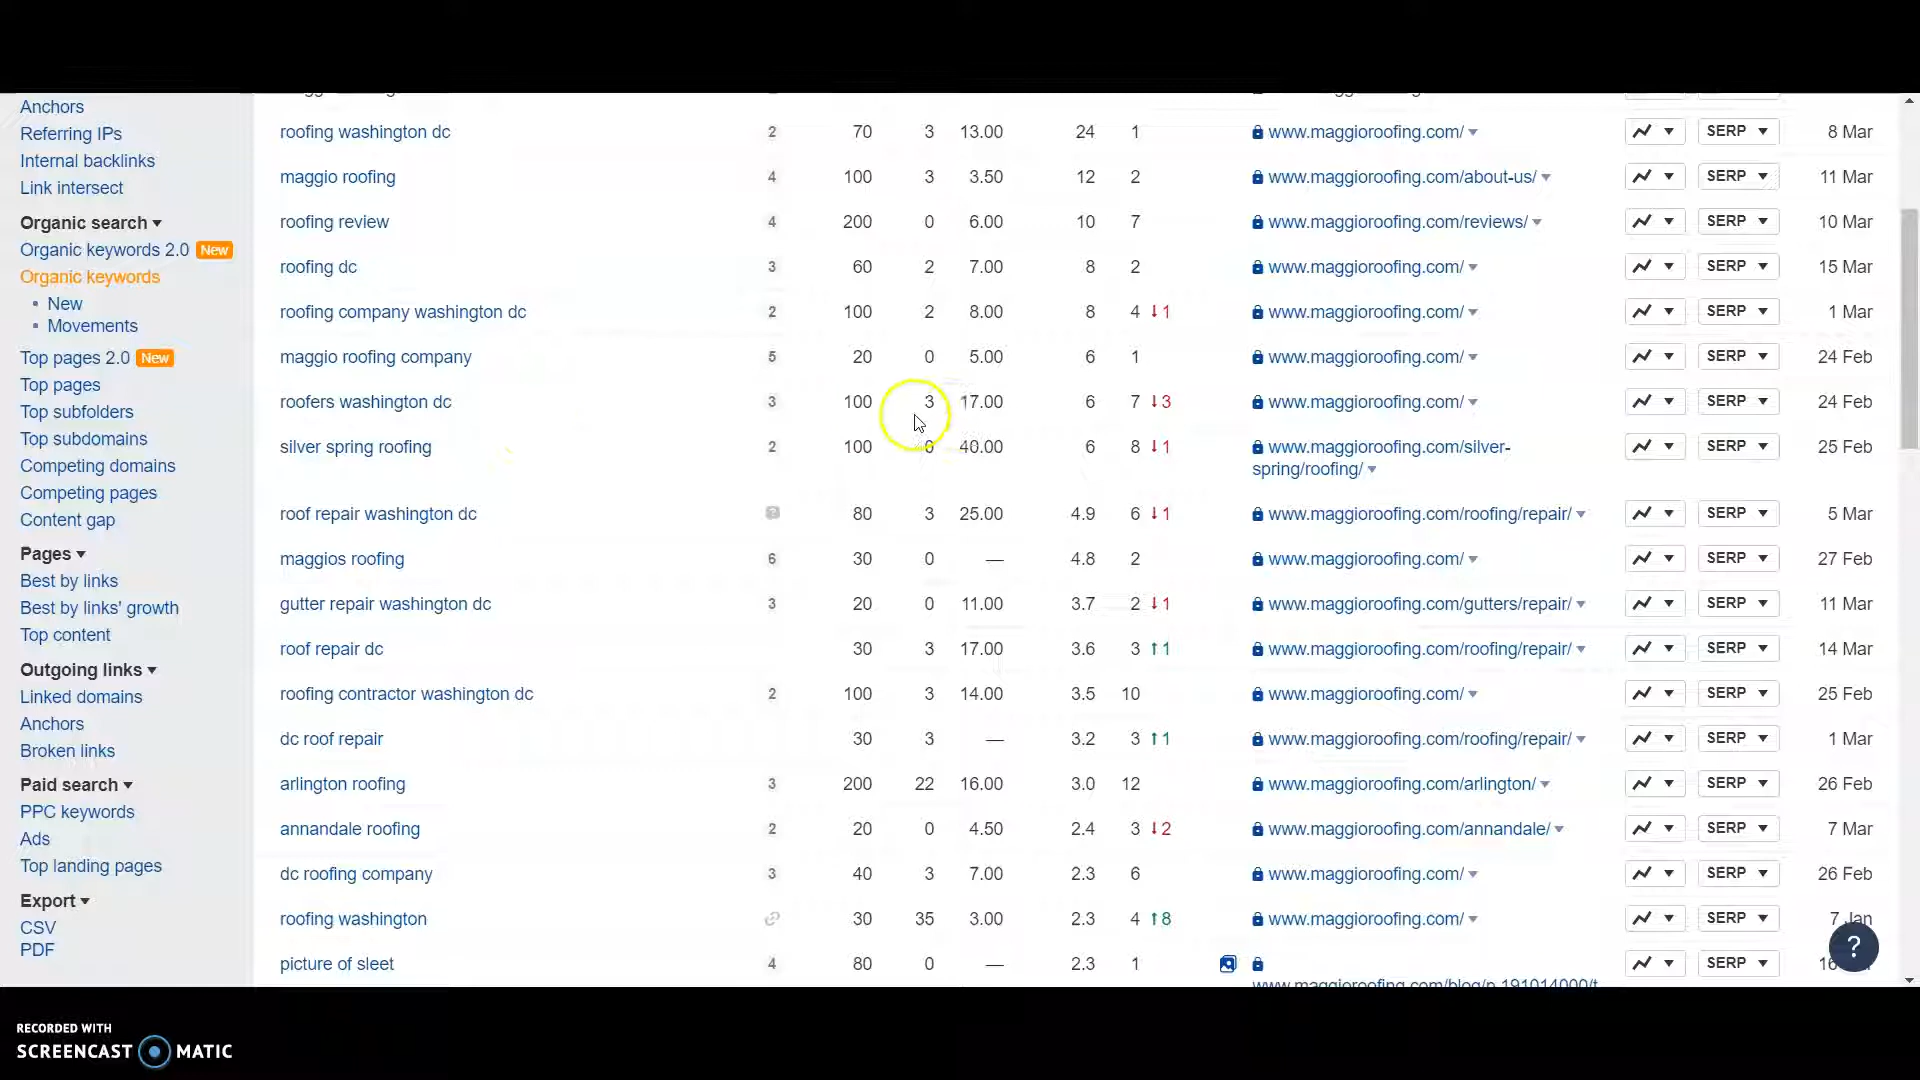 Anchors
Referring IPs
Internal backlinks
Link intersect
Organic search
Organic keywords 2.0 New
Organic keywords
New
Movements
Top pages 2.0 New
Top pages
Top subfolders
Top subdomains
Competing domains
Competing pages
Content gap
Pages
Best by links
Best by links' growth
Top content
Outgoing links
Linked domains
Anchors
Broken links
Paid search
PPC keywords
Ads
Top landing pages
Export
CSV
PDF
roofing washington dc 2 70 3 13.00 24 1 www.maggioroofing.com/ SERP 8 Mar
maggio roofing 4 100 3 3.50 12 2 www.maggioroofing.com/about-us/ SERP 11 Mar
roofing review 4 200 0 6.00 10 7 www.maggioroofing.com/reviews/ SERP 10 Mar
roofing dc 3 60 2 7.00 8 2 www.maggioroofing.com/ SERP 15 Mar
roofing company washington dc 2 100 2 8.00 8 4 ↓1 www.maggioroofing.com/ SERP 1 Mar
maggio roofing company 5 20 0 5.00 6 1 www.maggioroofing.com/ SERP 24 Feb
roofers washington dc 3 100 3 17.00 6 7 ↓3 www.maggioroofing.com/ SERP 24 Feb
silver spring roofing 2 100 0 40.00 6 8 ↓1 www.maggioroofing.com/silver- SERP 25 Feb
spring/roofing/
roof repair washington dc 80 3 25.00 4.9 6 ↓1 www.maggioroofing.com/roofing/repair/ SERP 5 Mar
maggios roofing 6 30 0 — 4.8 2 www.maggioroofing.com/ SERP 27 Feb
gutter repair washington dc 3 20 0 11.00 3.7 2 ↓1 www.maggioroofing.com/gutters/repair/ SERP 11 Mar
roof repair dc 30 3 17.00 3.6 3 ↑1 www.maggioroofing.com/roofing/repair/ SERP 14 Mar
roofing contractor washington dc 2 100 3 14.00 3.5 10 www.maggioroofing.com/ SERP 25 Feb
dc roof repair 30 3 — 3.2 3 ↑1 www.maggioroofing.com/roofing/repair/ SERP 1 Mar
arlington roofing 3 200 22 16.00 3.0 12 www.maggioroofing.com/arlington/ SERP 26 Feb
annandale roofing 2 20 0 4.50 2.4 3 ↓2 www.maggioroofing.com/annandale/ SERP 7 Mar
dc roofing company 3 40 3 7.00 2.3 6 www.maggioroofing.com/ SERP 26 Feb
roofing washington 30 35 3.00 2.3 4 ↑8 www.maggioroofing.com/ SERP 7 Jan
picture of sleet 4 80 0 — 2.3 1 SERP
?
RECORDED WITH
SCREENCAST MATIC